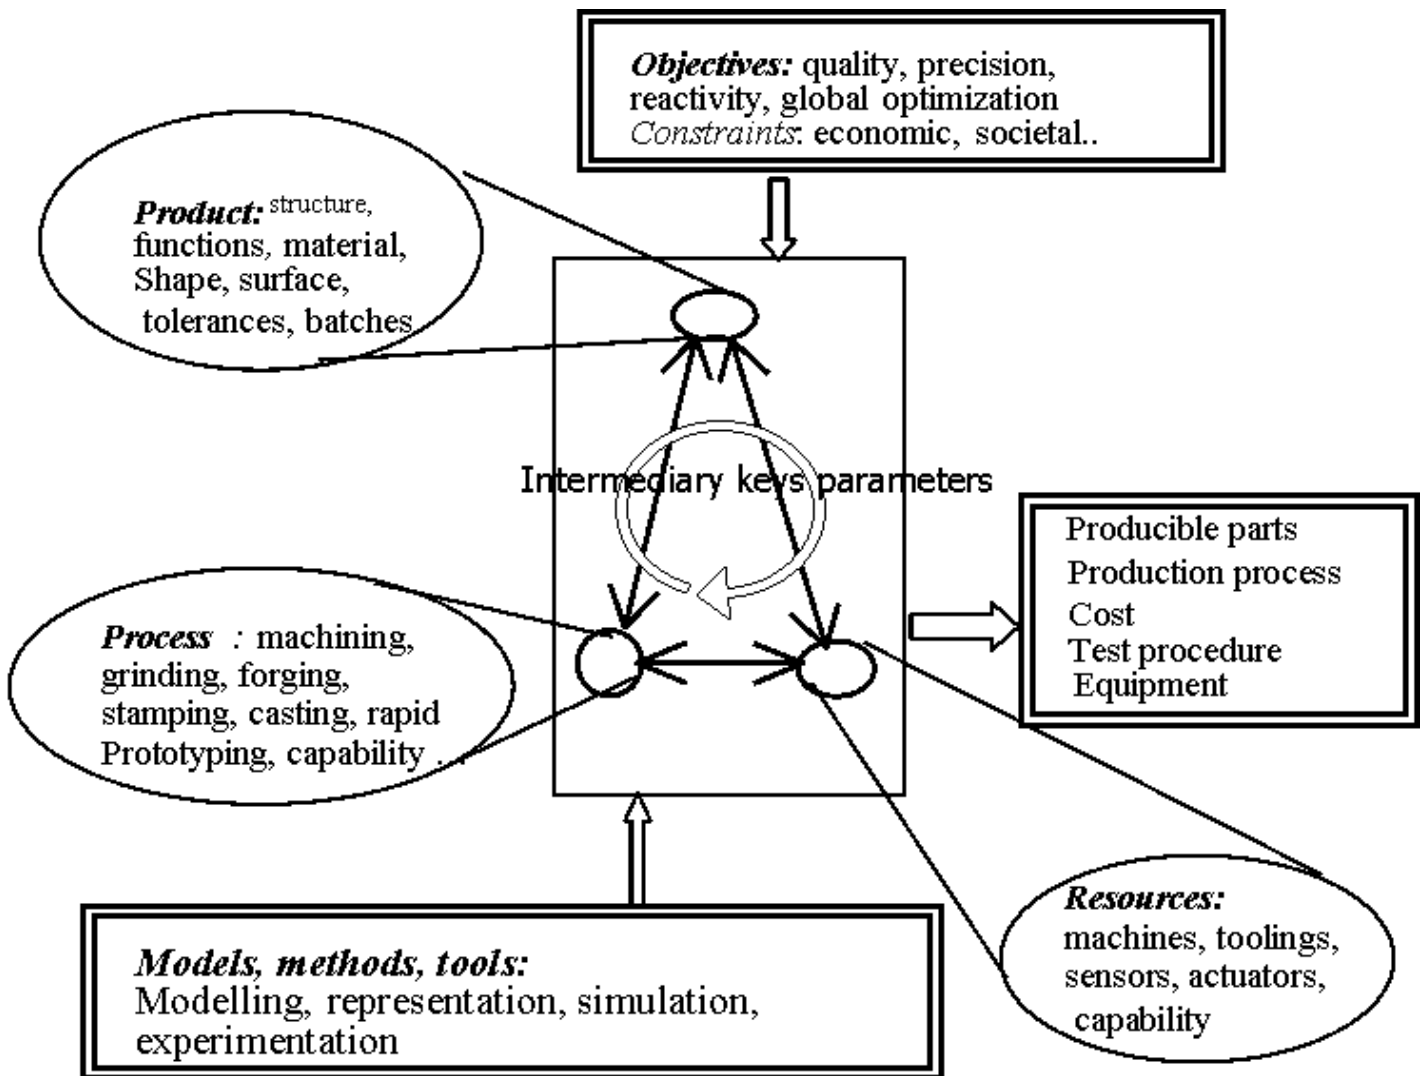 Objectives: quality, precision,
reactivity, global optimization
Constraints: economic, societal..
Product: structure,
functions, material,
Shape, surface,
tolerances, batches
Intermediary keys parameters
Producible parts
Production process
Cost
Test procedure
Equipment
Process : machining,
grinding, forging,
stamping, casting, rapid
Prototyping, capability . .
Resources:
machines, toolings,
sensors, actuators,
capability
Models, methods, tools:
Modelling, representation, simulation,
experimentation